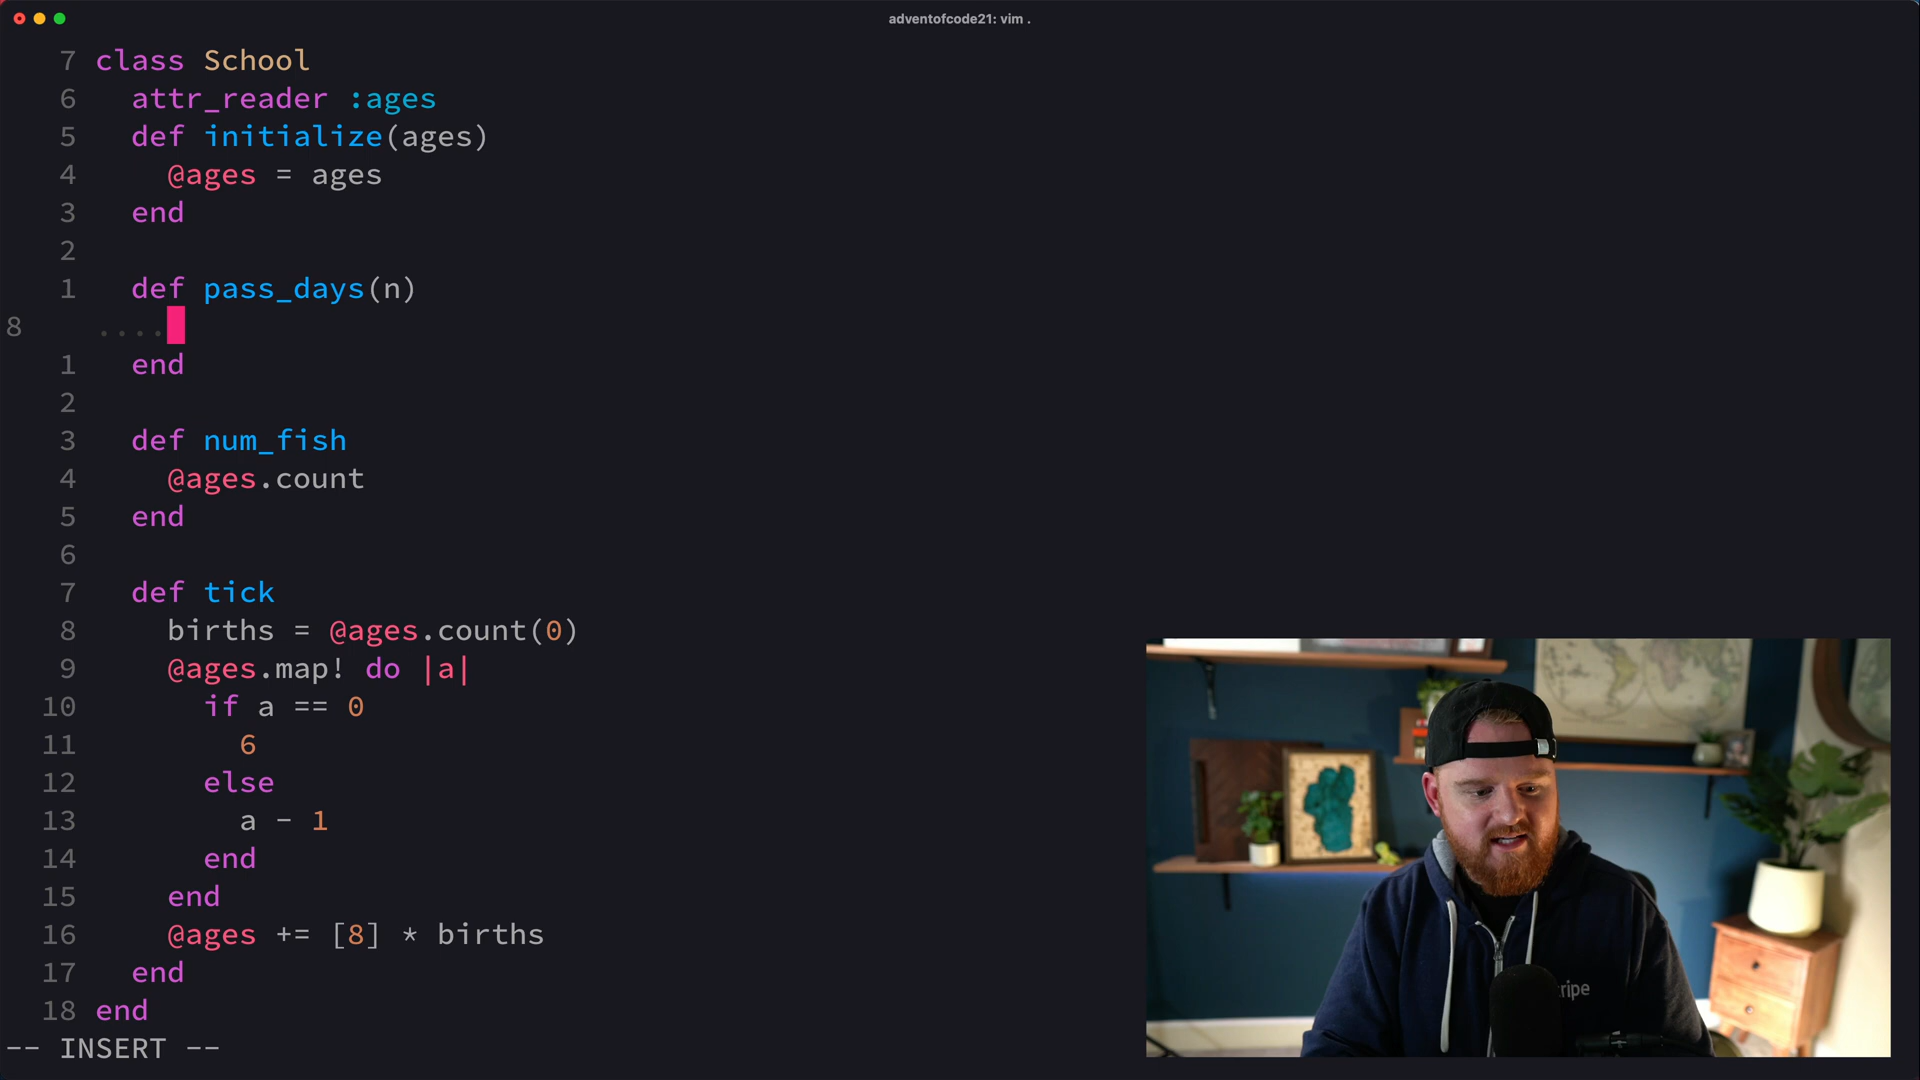 adventofcode21: vim .
7 class School
6 attr_reader :ages
5 def initialize(ages)
4 @ages = ages
3 end
2
1 def pass_days(n)
8 ....
1 end
2
3 def num_fish
4 @ages.count
5 end
6
7 def tick
8 births = @ages.count(0)
9 @ages.map! do |a|
10 if a == 0
11 6
12 else
13 a - 1
14 end
15 end
16 @ages += [8] * births
17 end
18 end
-- INSERT --
ripe